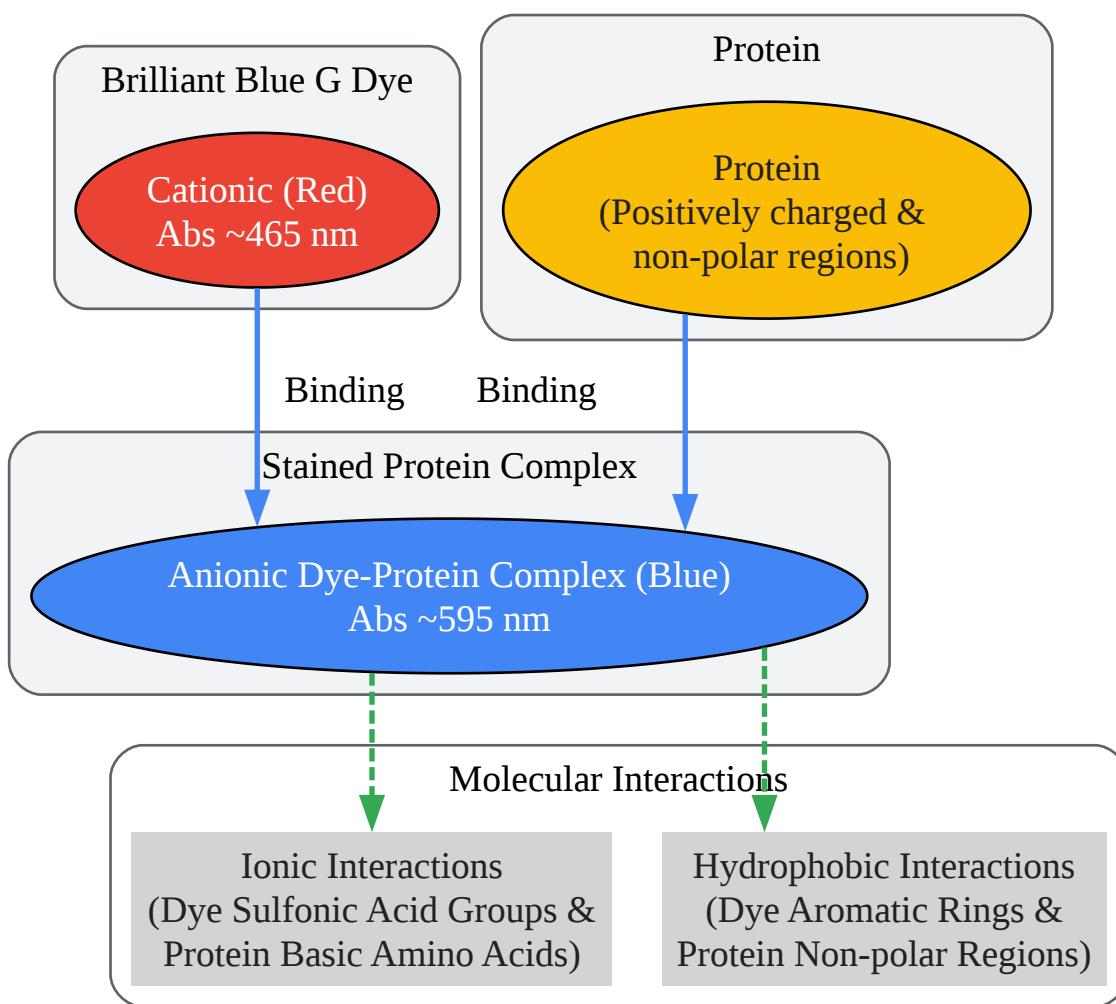 Brilliant Blue G Dye
Cationic (Red)
Abs ~465 nm
Protein
Protein
(Positively charged &
non-polar regions)
Binding
Binding
Stained Protein Complex
Anionic Dye-Protein Complex (Blue)
Abs ~595 nm
Molecular Interactions
Ionic Interactions
(Dye Sulfonic Acid Groups &
Protein Basic Amino Acids)
Hydrophobic Interactions
(Dye Aromatic Rings &
Protein Non-polar Regions)